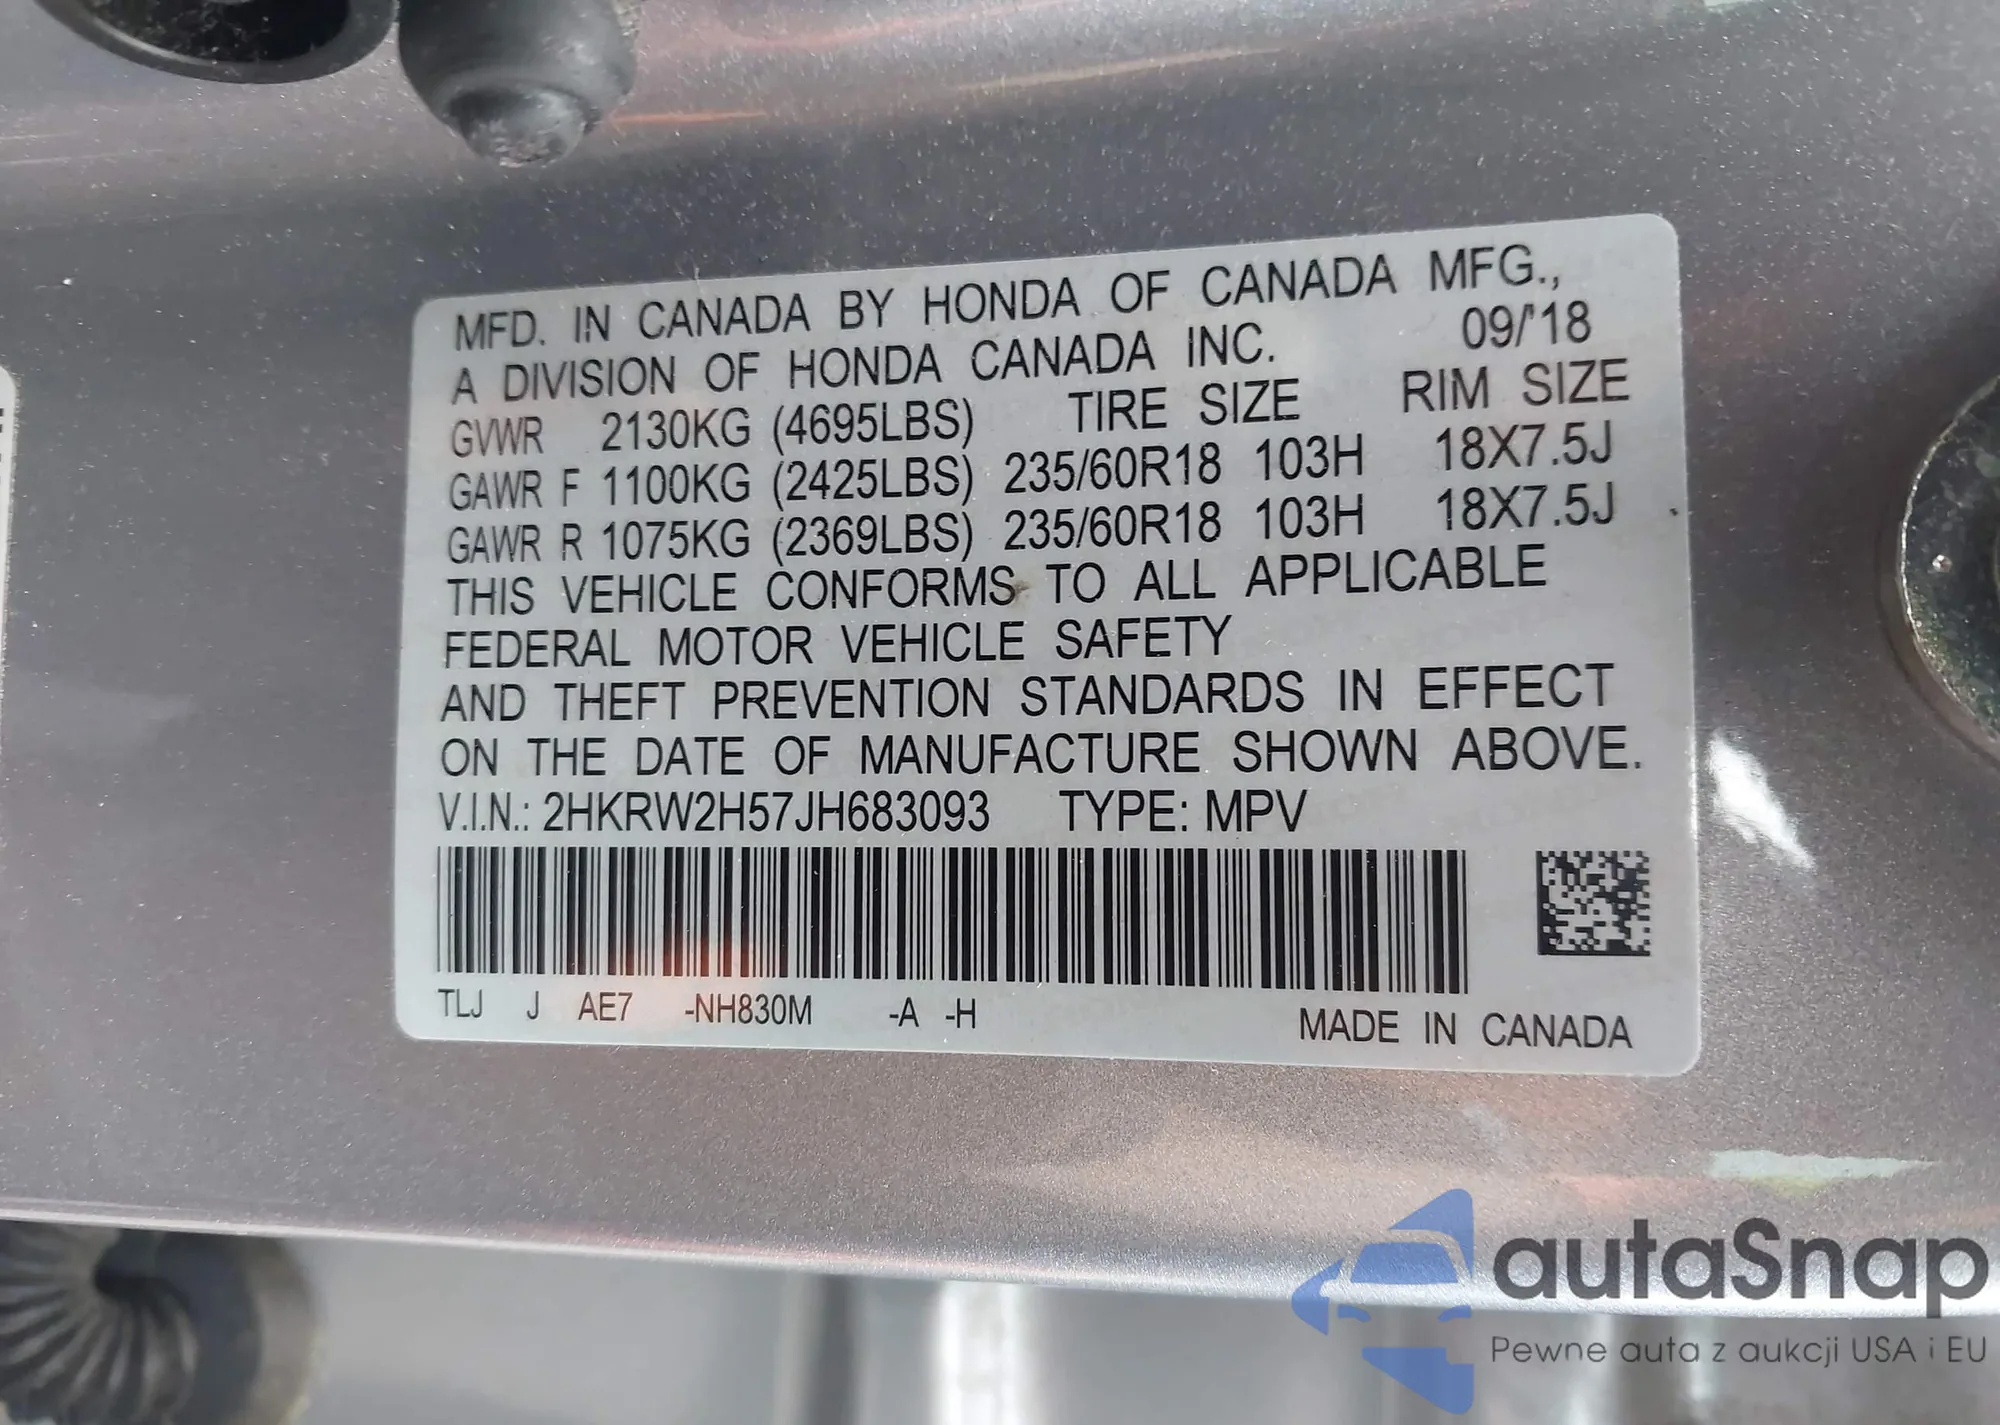 MFD. IN CANADA BY HONDA OF CANADA MFG.,
A DIVISION OF HONDA CANADA INC. 09/'18
GVWR 2130KG (4695LBS) TIRE SIZE RIM SIZE
GAWR F 1100KG (2425LBS) 235/60R18 103H 18X7.5J
GAWR R 1075KG (2369LBS) 235/60R18 103H 18X7.5J
THIS VEHICLE CONFORMS TO ALL APPLICABLE
FEDERAL MOTOR VEHICLE SAFETY
AND THEFT PREVENTION STANDARDS IN EFFECT
ON THE DATE OF MANUFACTURE SHOWN ABOVE.
V.I.N.: 2HKRW2H57JH683093 TYPE: MPV
TLJ J AE7 -NH830M -A -H MADE IN CANADA
autaSnap
Pewne auta z aukcji USA i EU